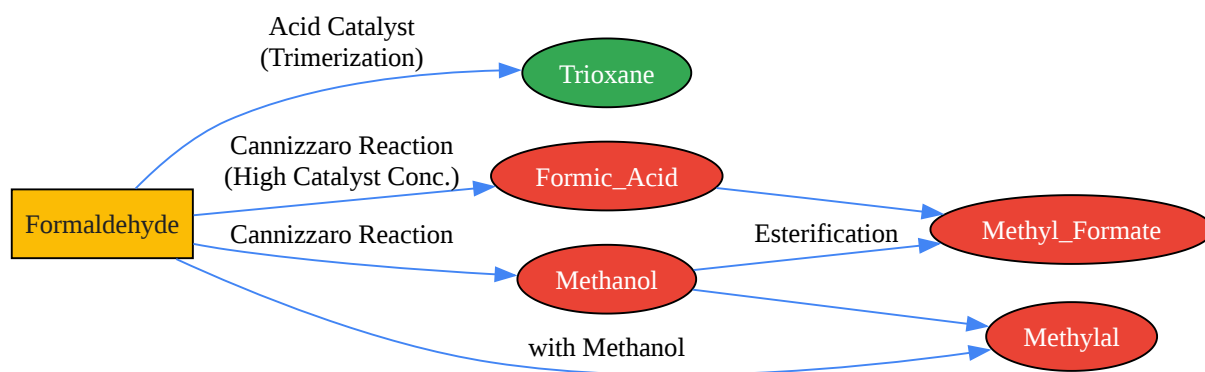 Acid Catalyst
(Trimerization)
Trioxane
Cannizzaro Reaction
(High Catalyst Conc.)
Formic_Acid
Formaldehyde
Cannizzaro Reaction
Methanol
Esterification
Methyl_Formate
with Methanol
Methylal